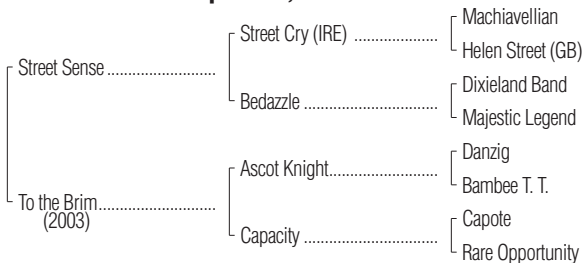 Machiavellian
Street Cry (IRE) ..................
Helen Street (GB)
Street Sense ........................
Dixieland Band
Bedazzle .............................
Majestic Legend
Danzig
Ascot Knight........................
Bambee T. T.
To the Brim..........................
(2003)
Capote
Capacity .............................
Rare Opportunity